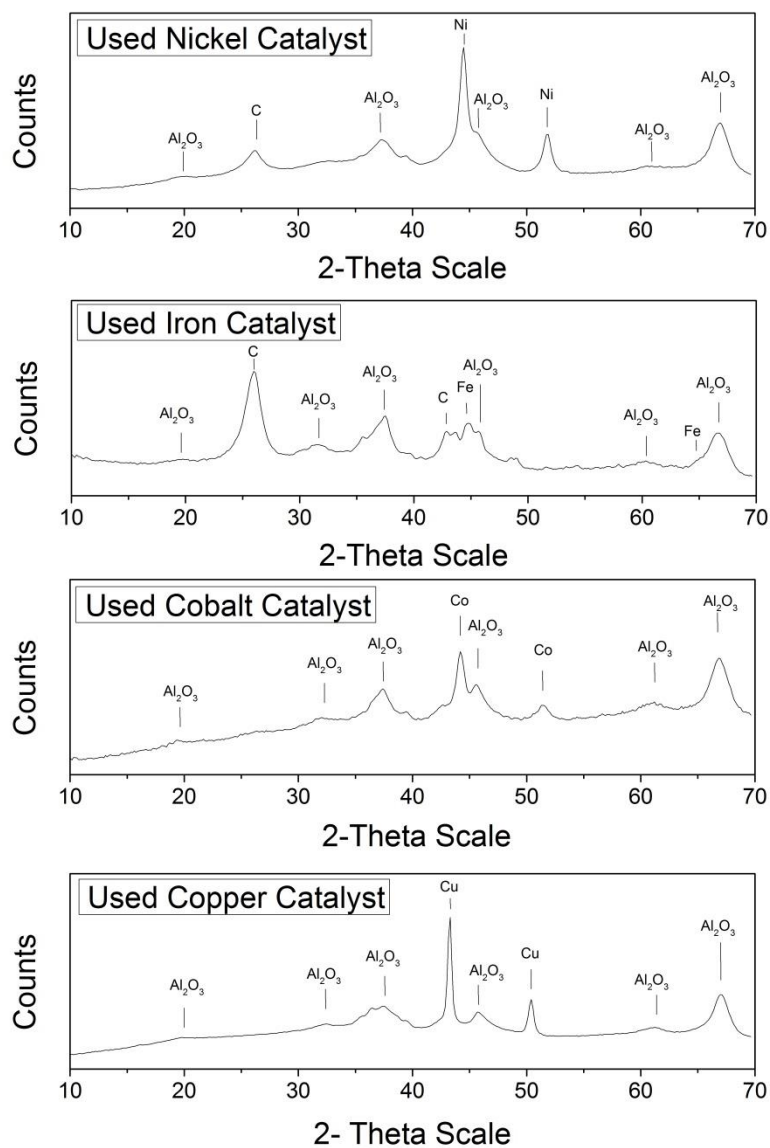 Used Nickel Catalyst
Counts
Al₂O₃
C
Al₂O₃
Ni
Al₂O₃
Ni
Al₂O₃
Al₂O₃
10 20 30 40 50 60 70
2-Theta Scale
Used Iron Catalyst
Counts
Al₂O₃
C
Al₂O₃
Al₂O₃
C
Fe
Al₂O₃
Al₂O₃
Fe
Al₂O₃
10 20 30 40 50 60 70
2-Theta Scale
Used Cobalt Catalyst
Counts
Al₂O₃
Al₂O₃
Al₂O₃
Co
Al₂O₃
Co
Al₂O₃
Al₂O₃
10 20 30 40 50 60 70
2-Theta Scale
Used Copper Catalyst
Counts
Al₂O₃
Al₂O₃
Al₂O₃
Cu
Al₂O₃
Cu
Al₂O₃
Al₂O₃
10 20 30 40 50 60 70
2- Theta Scale